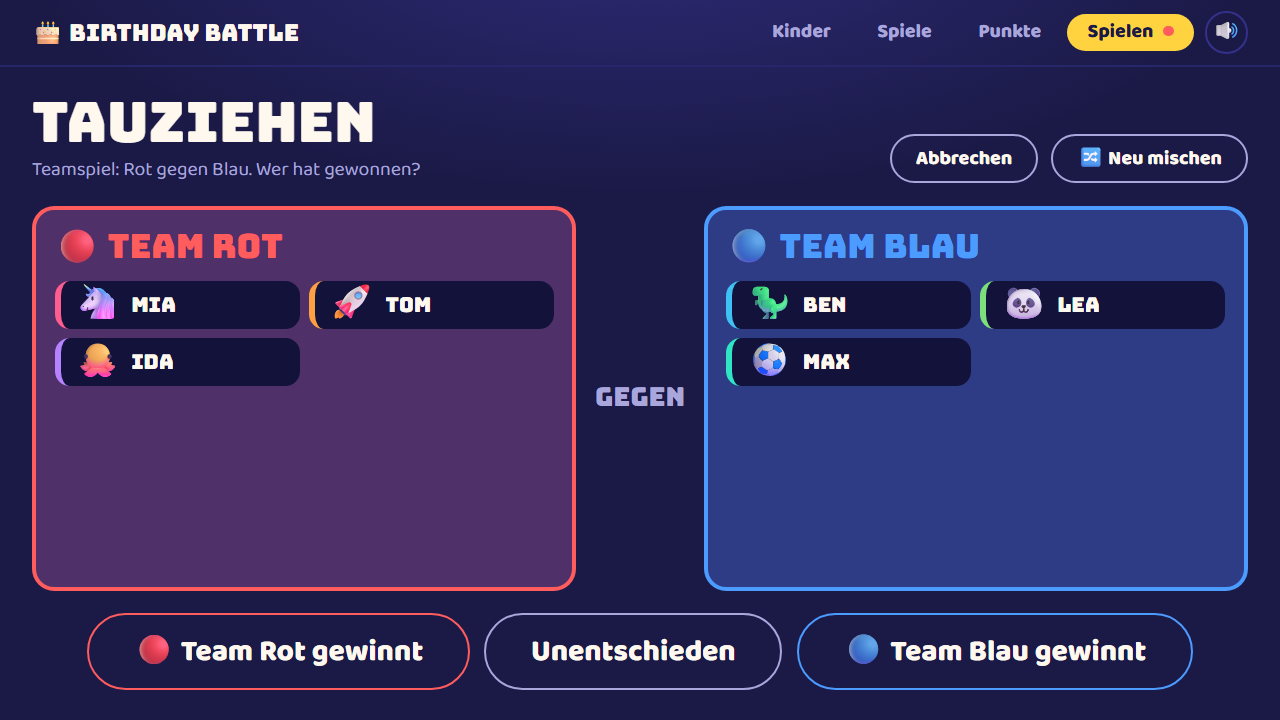 BIRTHDAY BATTLE
Kinder
Spiele
Punkte
Spielen
TAUZIEHEN
Teamspiel: Rot gegen Blau. Wer hat gewonnen?
Abbrechen
Neu mischen
TEAM ROT
MIA
TOM
IDA
GEGEN
TEAM BLAU
BEN
LEA
MAX
Team Rot gewinnt
Unentschieden
Team Blau gewinnt